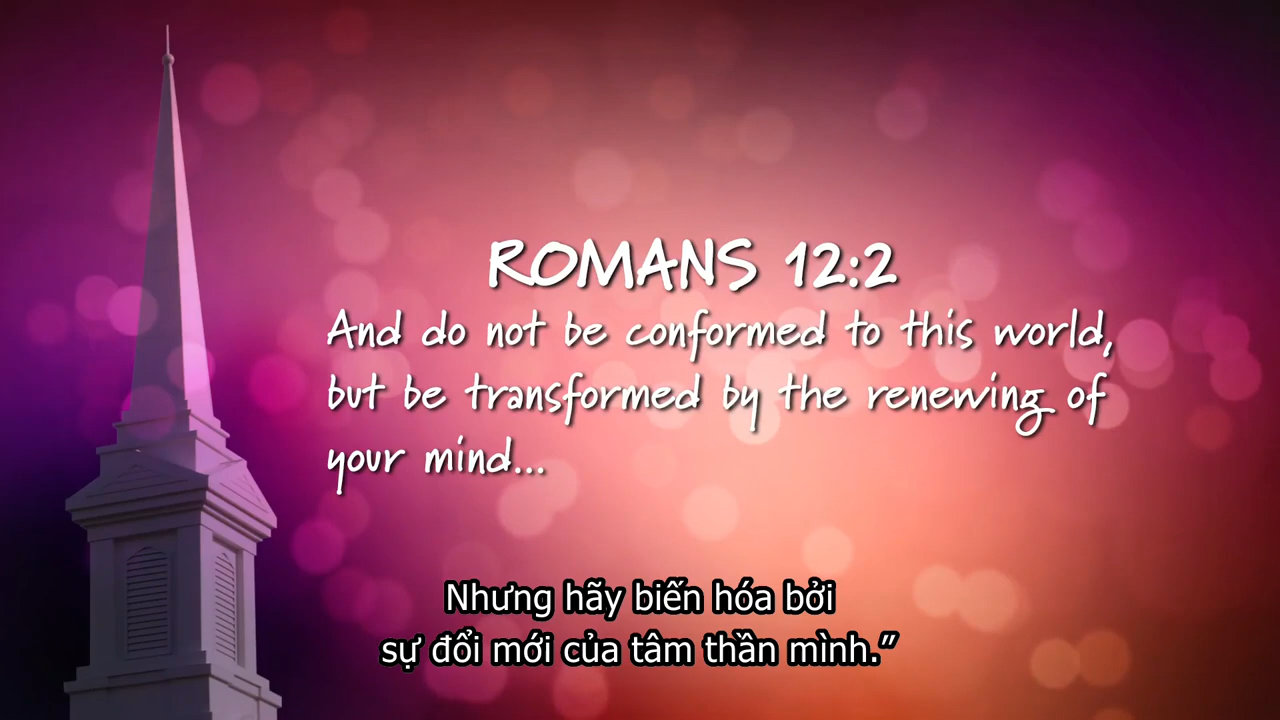 ROMANS 12:2
And do not be conformed to this world,
but be transformed by the renewing of
your mind...
Nhưng hãy biến hóa bởi
sự đổi mới của tâm thần mình.”